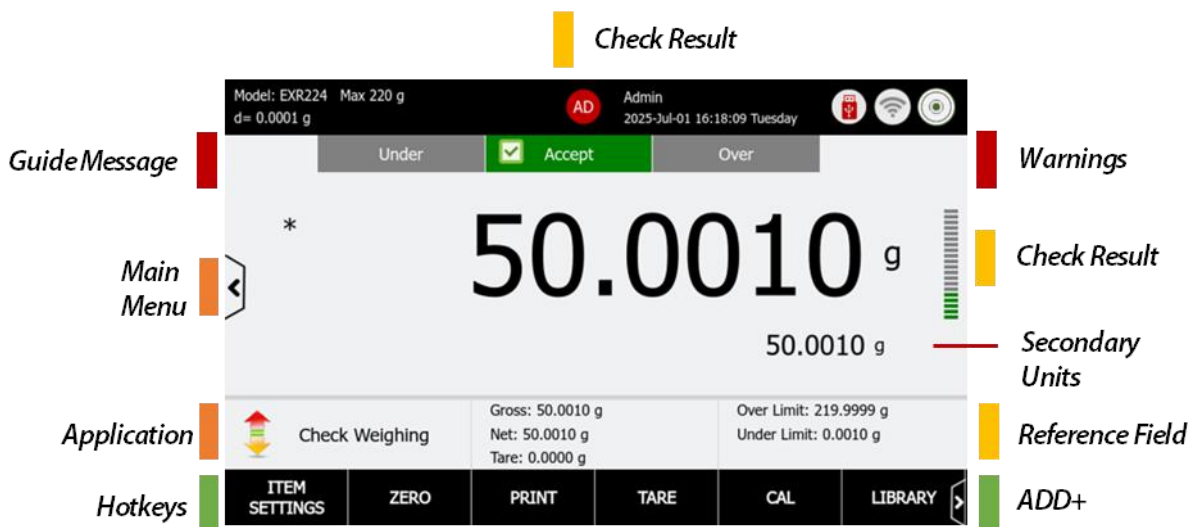 Check Result
Model: EXR224 Max 220 g
d= 0.0001 g
AD
Admin
2025-Jul-01 16:18:09 Tuesday
Guide Message
Under
Accept
Over
Warnings
*
50.0010 g
Check Result
Main
Menu
50.0010 g
Secondary
Units
Application
Check Weighing
Gross: 50.0010 g
Net: 50.0010 g
Tare: 0.0000 g
Over Limit: 219.9999 g
Under Limit: 0.0010 g
Reference Field
Hotkeys
ITEM
SETTINGS
ZERO
PRINT
TARE
CAL
LIBRARY
ADD+